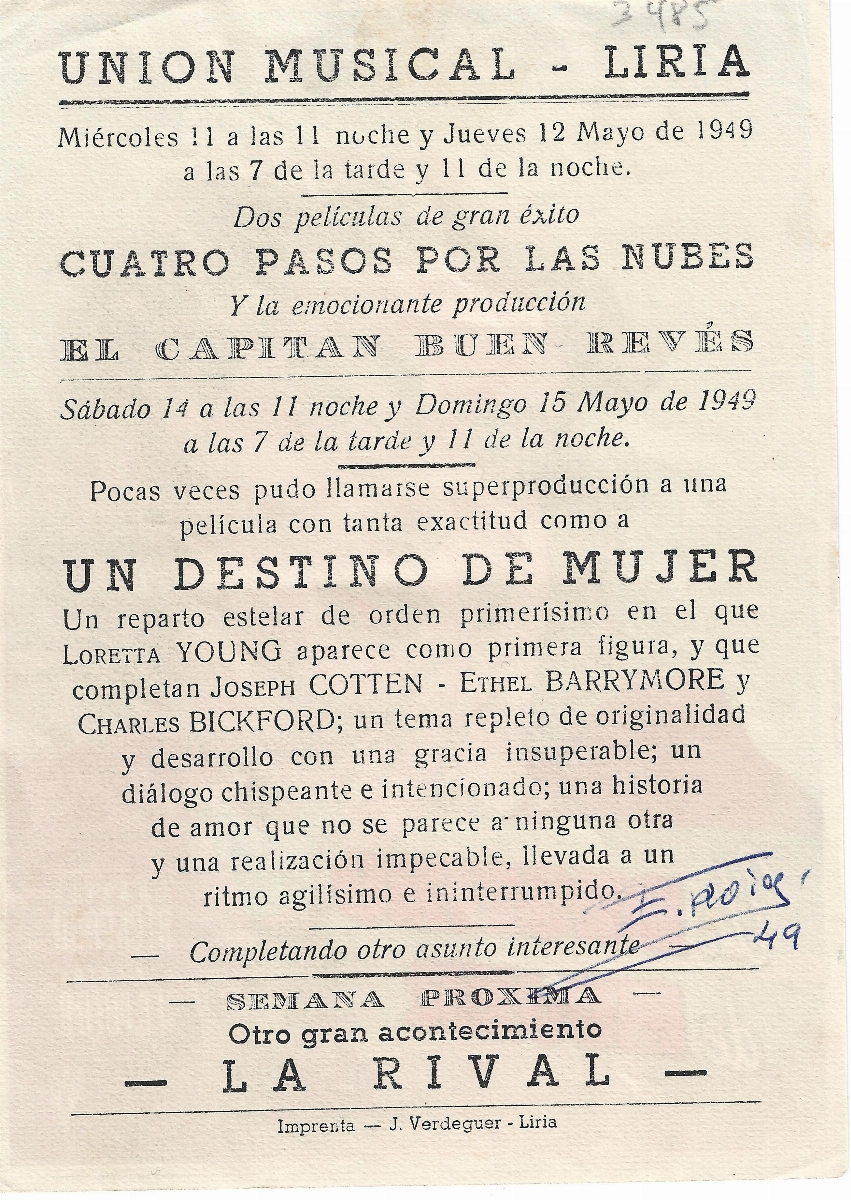 2485
UNION MUSICAL - LIRIA
Miércoles 11 a las 11 noche y Jueves 12 Mayo de 1949
a las 7 de la tarde y 11 de la noche.
Dos películas de gran éxito
CUATRO PASOS POR LAS NUBES
Y la emocionante producción
EL CAPITAN BUEN REVÉS
Sábado 14 a las 11 noche y Domingo 15 Mayo de 1949
a las 7 de la tarde y 11 de la noche.
Pocas veces pudo llamarse superproducción a una
película con tanta exactitud como a
UN DESTINO DE MUJER
Un reparto estelar de orden primerísimo en el que
LORETTA YOUNG aparece como primera figura, y que
completan JOSEPH COTTEN - ETHEL BARRYMORE y
CHARLES BICKFORD; un tema repleto de originalidad
y desarrollo con una gracia insuperable; un
diálogo chispeante e intencionado; una historia
de amor que no se parece a ninguna otra
y una realización impecable, llevada a un
ritmo agilísimo e ininterrumpido.
49
— Completando otro asunto interesante —
— SEMANA PROXIMA —
Otro gran acontecimiento
— LA RIVAL —
Imprenta — J. Verdeguer - Liria